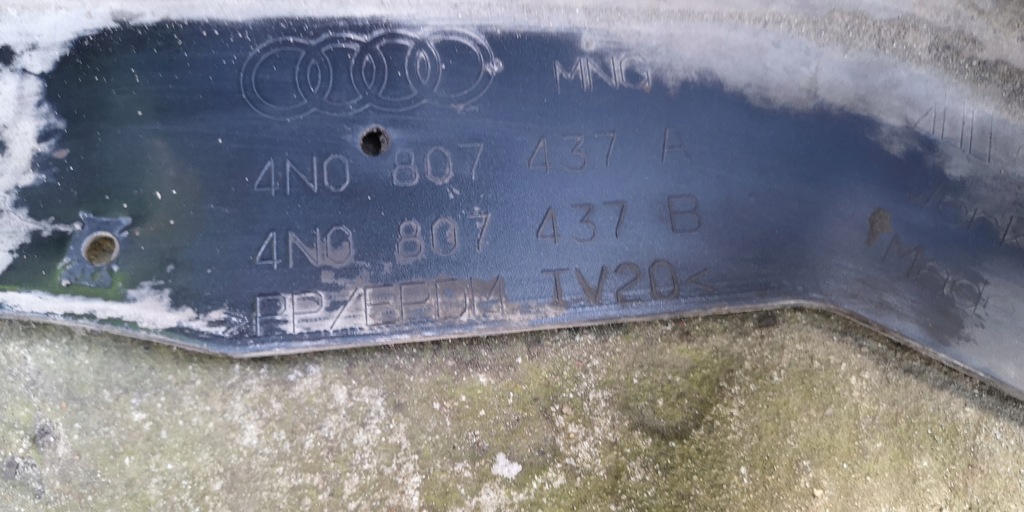 MNG
4N0 807 437 A
4N0 807 437 B
>PP/EPDM TV20<